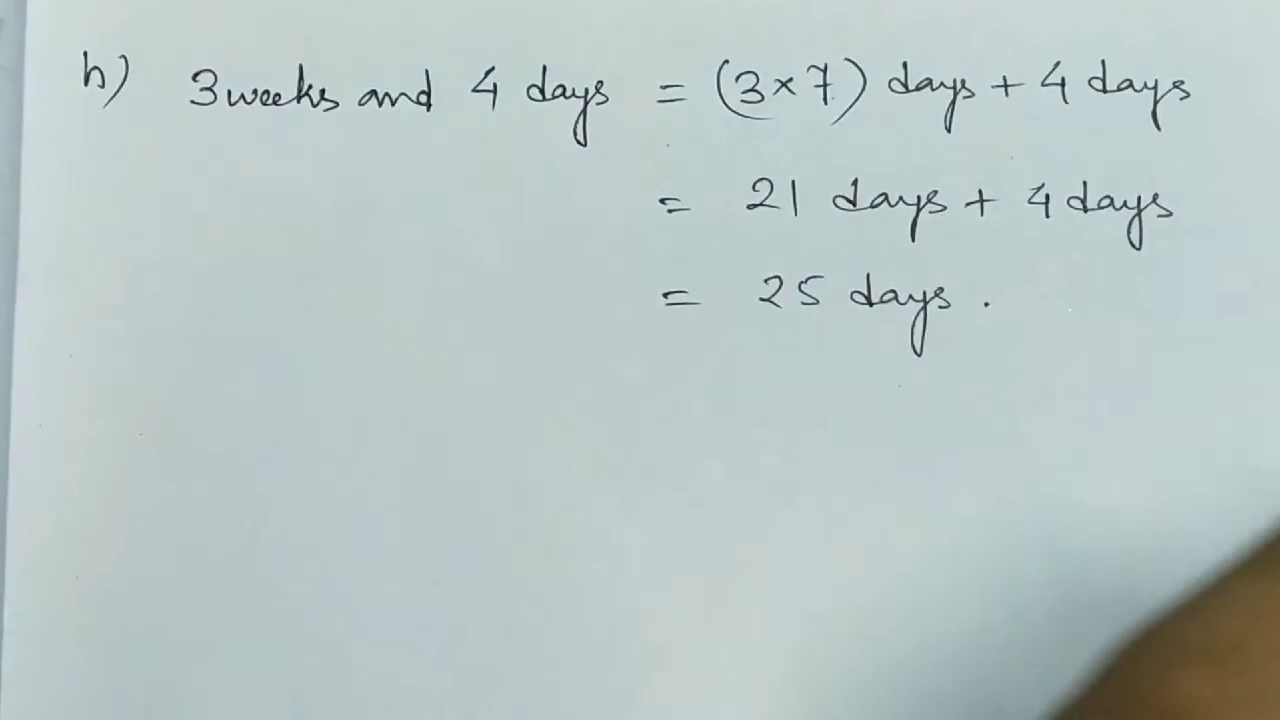 h) 3 weeks and 4 days = (3×7) days + 4 days
= 21 days + 4 days
= 25 days.